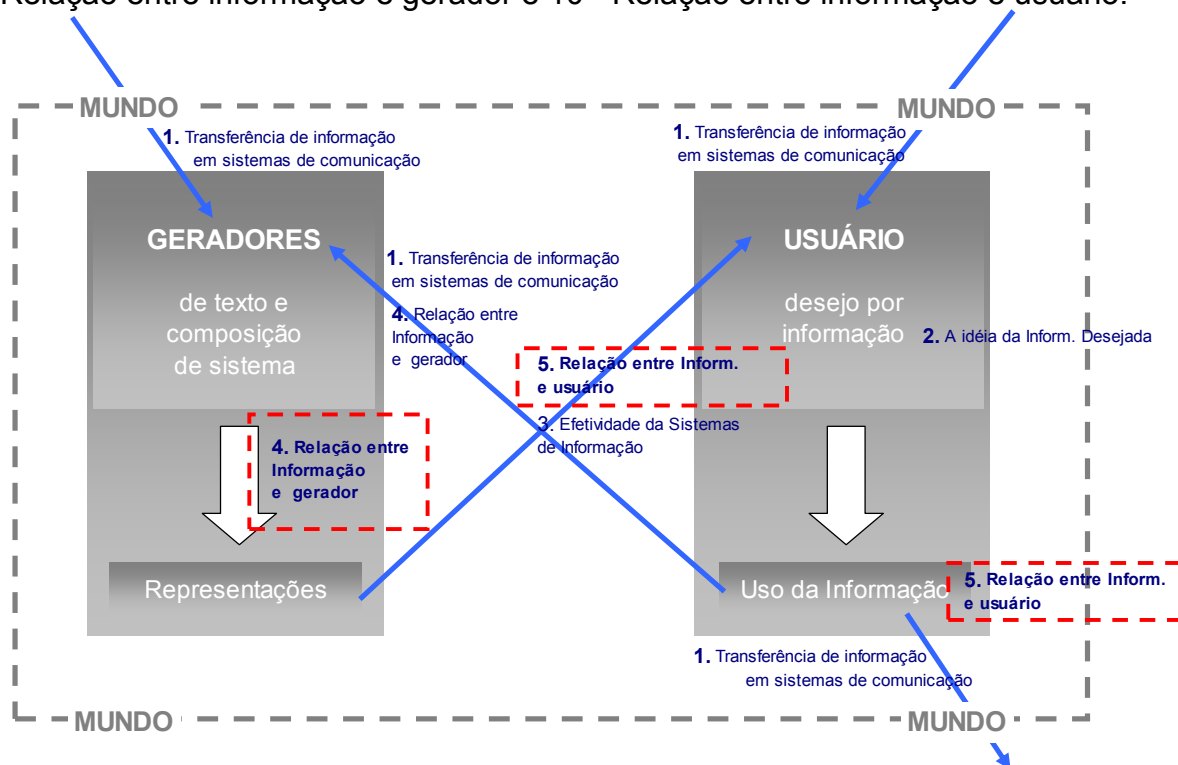 Relação entre informação e gerador e 10 - Relação entre informação e usuário.
MUNDO
MUNDO
1. Transferência de informação
em sistemas de comunicação
1. Transferência de informação
em sistemas de comunicação
GERADORES
de texto e
composição
de sistema
1. Transferência de informação
em sistemas de comunicação
4. Relação entre
Informação
e gerador
USUÁRIO
desejo por
informação
2. A idéia da Inform. Desejada
5. Relação entre Inform.
e usuário
3. Efetividade da Sistemas
de Informação
4. Relação entre
Informação
e gerador
Representações
Uso da Informação
5. Relação entre Inform.
e usuário
1. Transferência de informação
em sistemas de comunicação
MUNDO
MUNDO